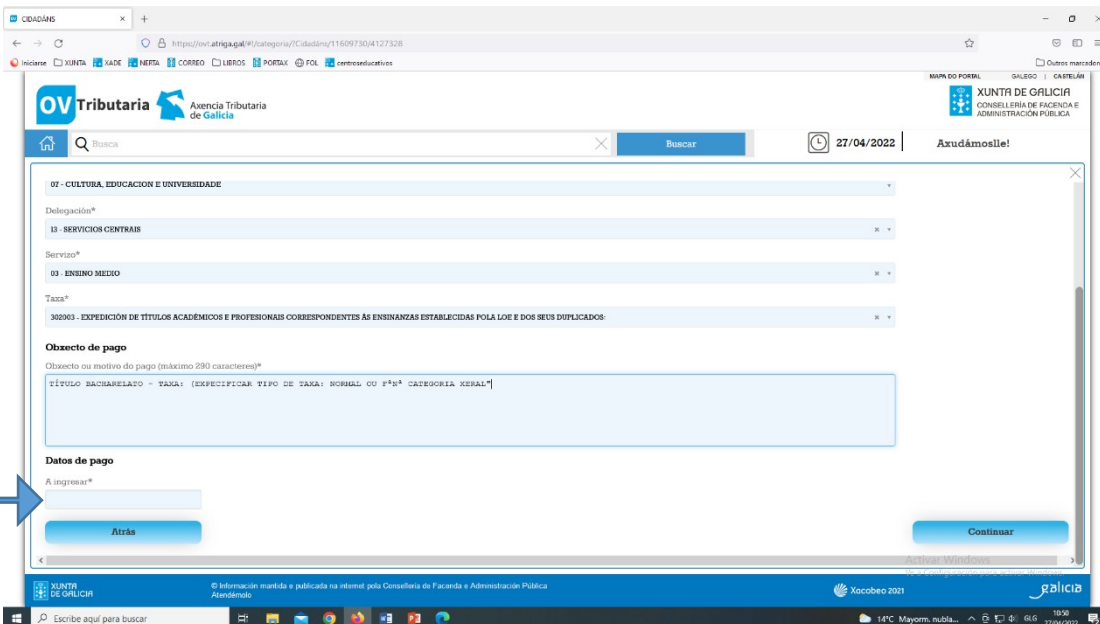 CIDADÁNS
https://ovt.atriga.gal/#!/categoria/?Cidadáns/11609730/4127328
Iniciarse XUNTA XADE NERTA CORREO LIBROS PORTAX FOL centroseducativos Outros marcadores
MAPA DO PORTAL GALEGO | CASTELÁN
OV Tributaria Axencia Tributaria de Galicia
XUNTA DE GALICIA
CONSELLERÍA DE FACENDA E
ADMINISTRACIÓN PÚBLICA
Busca Buscar 27/04/2022 Axudámoslle!
07 - CULTURA, EDUCACION E UNIVERSIDADE
Delegación*
13 - SERVICIOS CENTRAIS
Servizo*
03 - ENSINO MEDIO
Taxa*
302003 - EXPEDICIÓN DE TÍTULOS ACADÉMICOS E PROFESIONAIS CORRESPONDENTES ÁS ENSINANZAS ESTABLECIDAS POLA LOE E DOS SEUS DUPLICADOS:
Obxecto de pago
Obxecto ou motivo do pago (máximo 290 caracteres)*
TÍTULO BACHARELATO - TAXA: (EXPECIFICAR TIPO DE TAXA: NORMAL OU FªNª CATEGORIA XERAL"
Datos de pago
A ingresar*
Atrás Continuar
Activar Windows
Ve a Configuración para activar Windows.
XUNTA DE GALICIA
© Información mantida e publicada na internet pola Consellería de Facenda e Administración Pública
Atendémolo
Xacobeo 2021
galicia
Escribe aquí para buscar
14°C Mayorm. nubla... GLG 10:50
27/04/2022